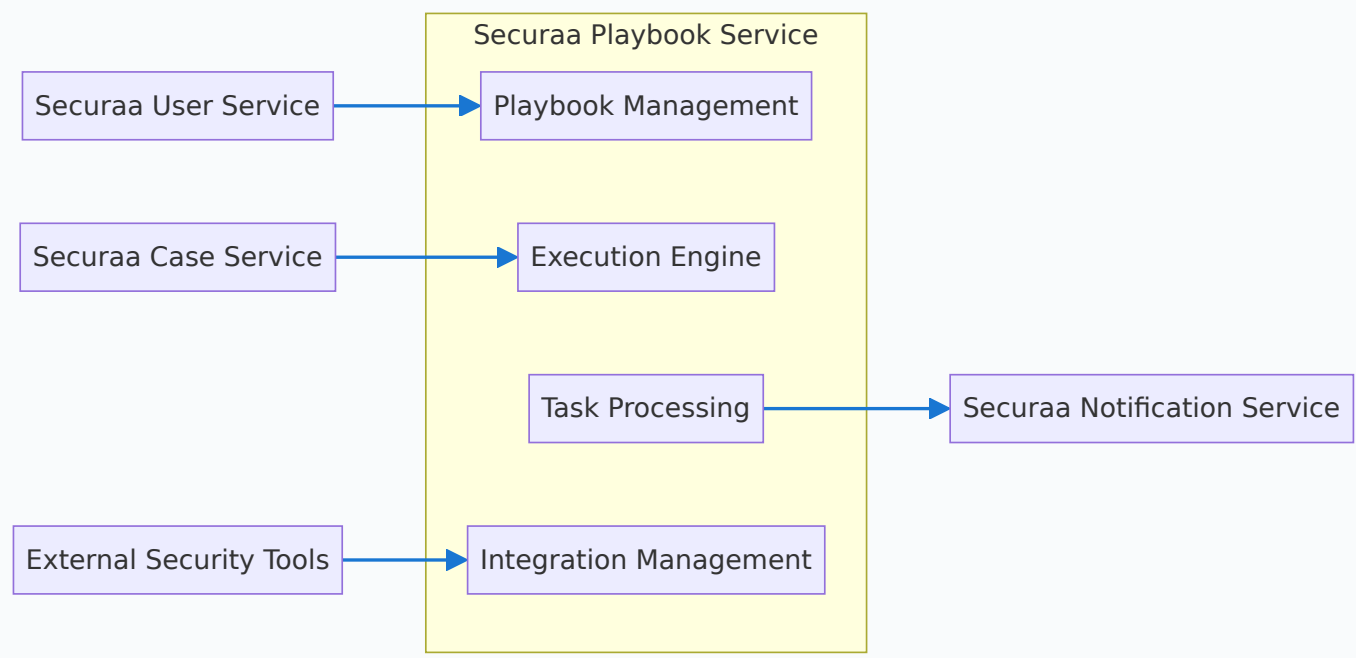 Securaa Playbook Service
Securaa User Service
Playbook Management
Securaa Case Service
Execution Engine
Task Processing
Securaa Notification Service
External Security Tools
Integration Management